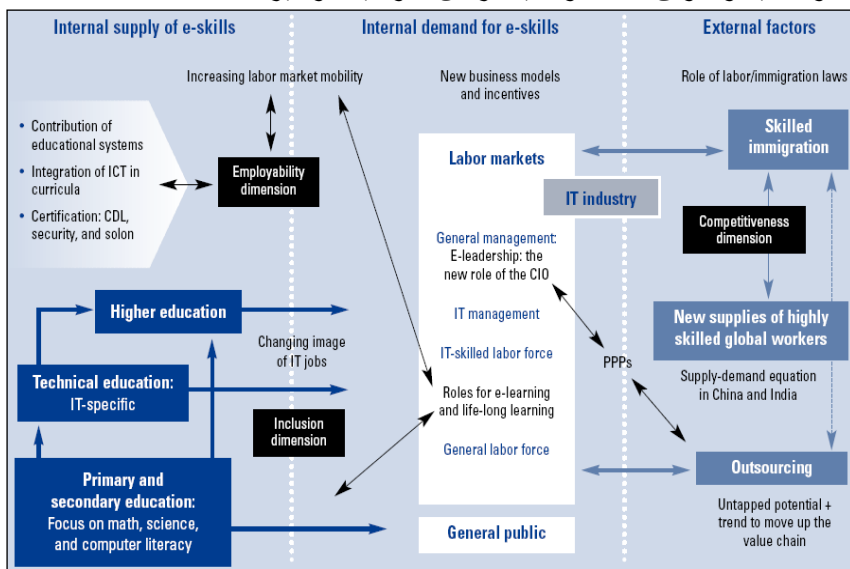 Internal supply of e-skills
Internal demand for e-skills
External factors
Increasing labor market mobility
New business models
and incentives
Role of labor/immigration laws
• Contribution of
educational systems
• Integration of ICT in
curricula
• Certification: CDL,
security, and solon
Employability
dimension
Labor markets
IT industry
Skilled
immigration
Competitiveness
dimension
General management:
E-leadership: the
new role of the CIO
IT management
IT-skilled labor force
Roles for e-learning
and life-long learning
General labor force
General public
Higher education
Technical education:
IT-specific
Primary and
secondary education:
Focus on math, science,
and computer literacy
Changing image
of IT jobs
Inclusion
dimension
PPPs
New supplies of highly
skilled global workers
Supply-demand equation
in China and India
Outsourcing
Untapped potential +
trend to move up the
value chain